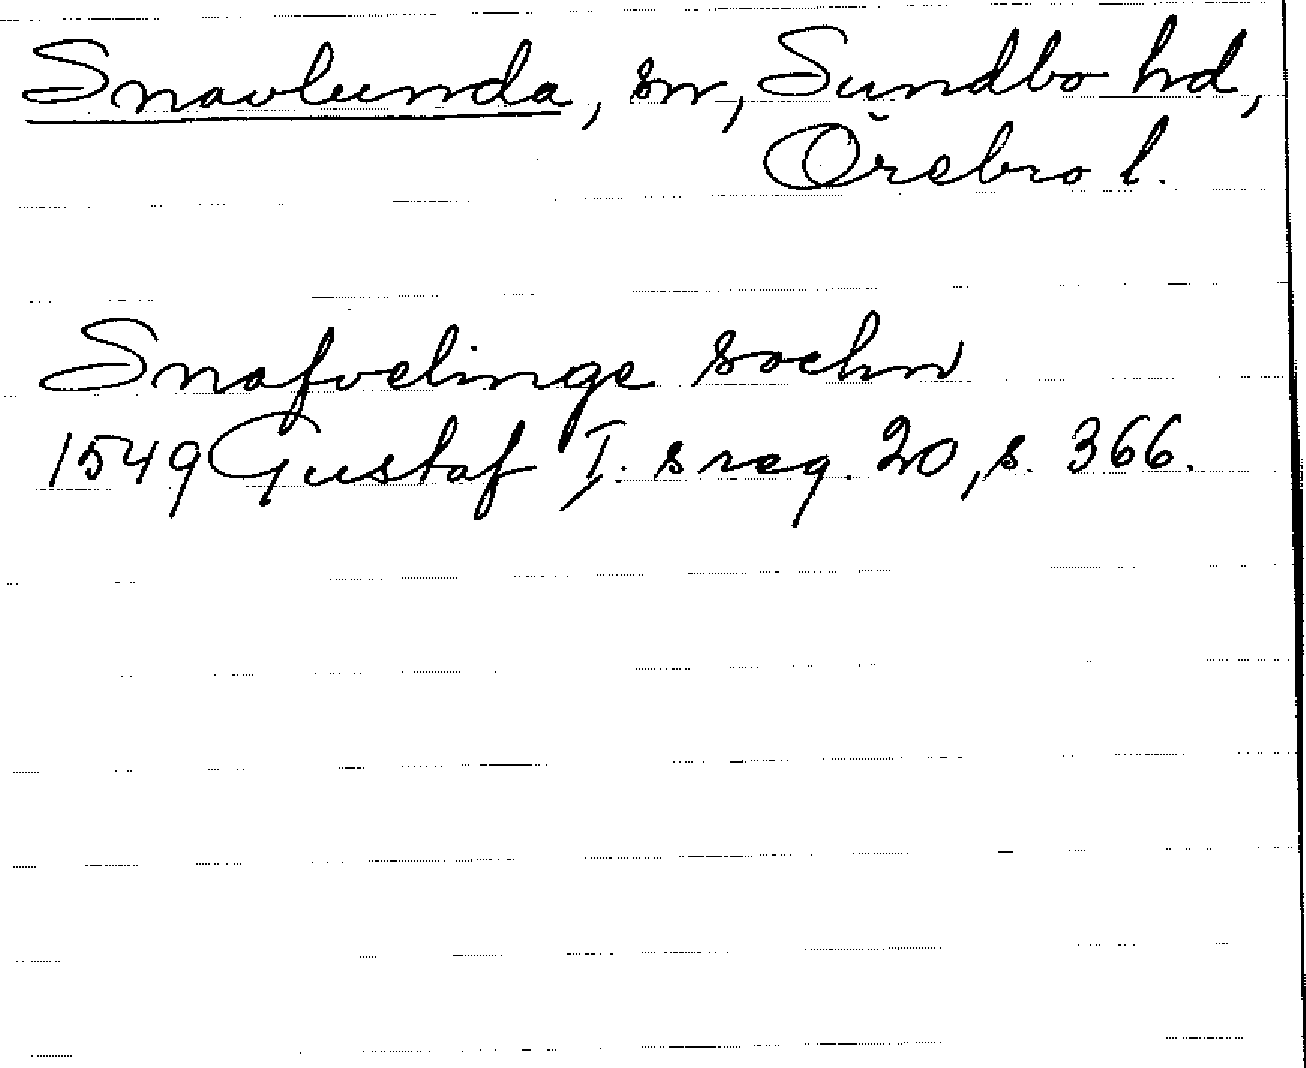 Snavlunda, sn, Sundbo hd,
Örebro l.
Snafvelinge sochn
1549 Gustaf I. s reg. 20, s. 366.